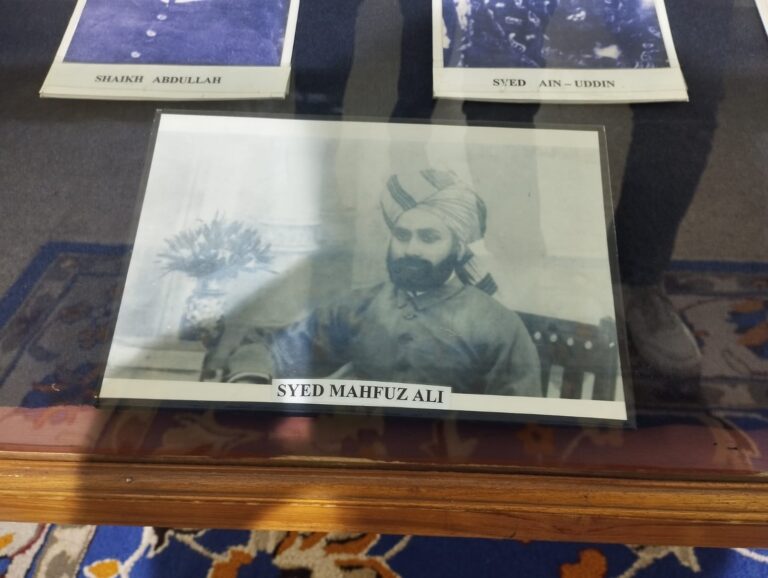 SHAIKH ABDULLAH
SYED AIN-UDDIN
SYED MAHFUZ ALI